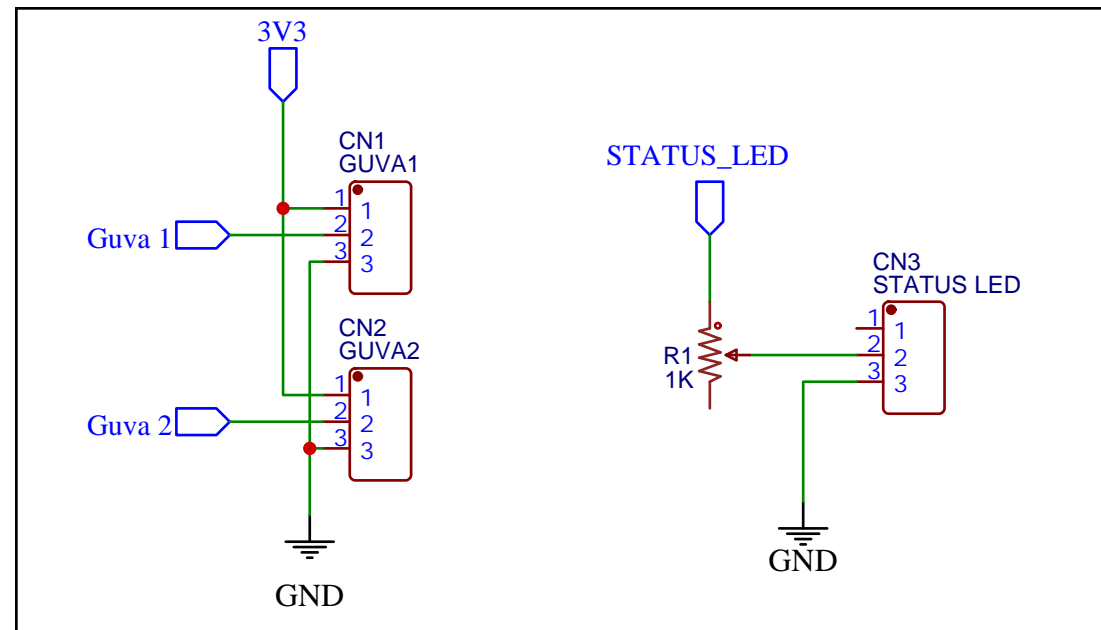 3V3
CN1
GUVA1
1 1
2 2
3 3
Guva 1
CN2
GUVA2
1 1
2 2
3 3
Guva 2
GND
STATUS_LED
R1
1K
CN3
STATUS LED
1 1
2 2
3 3
GND